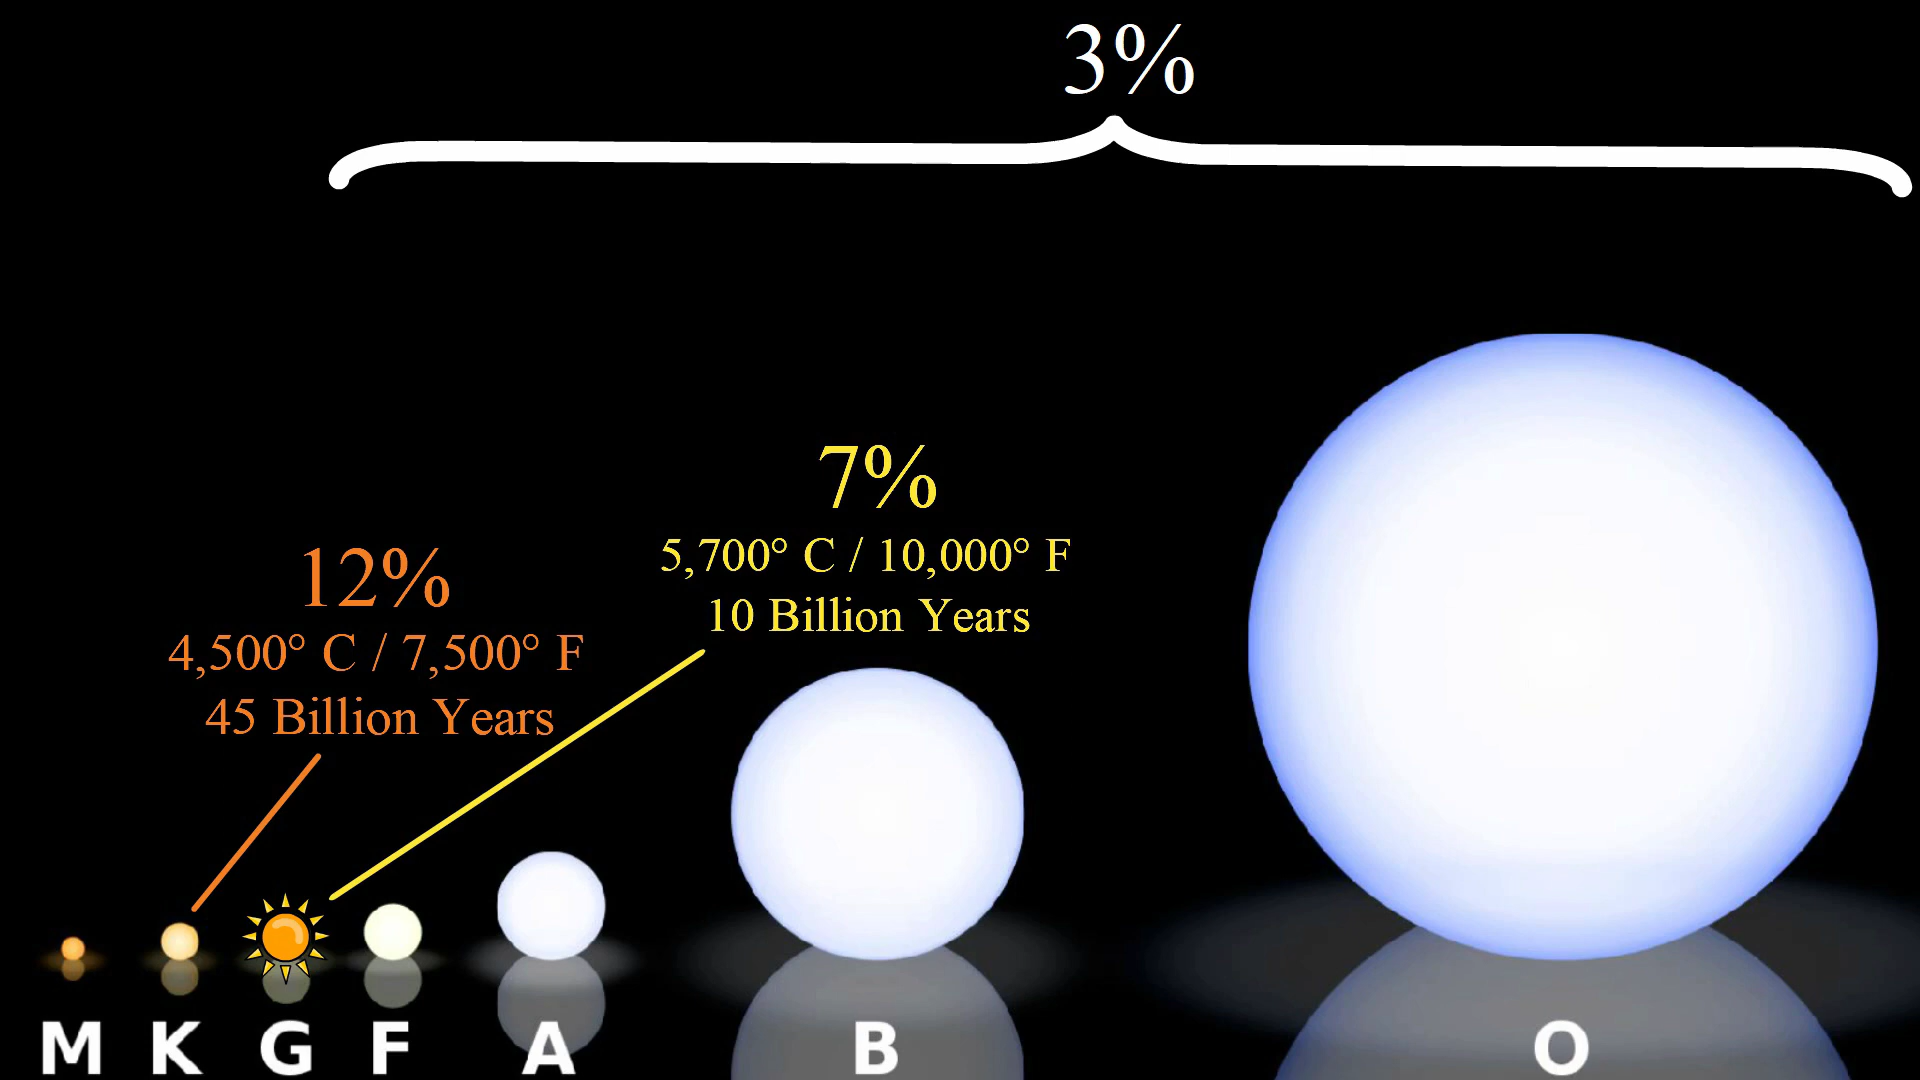 3%
7%
5,700° C / 10,000° F
10 Billion Years
12%
4,500° C / 7,500° F
45 Billion Years
M K G F A B O